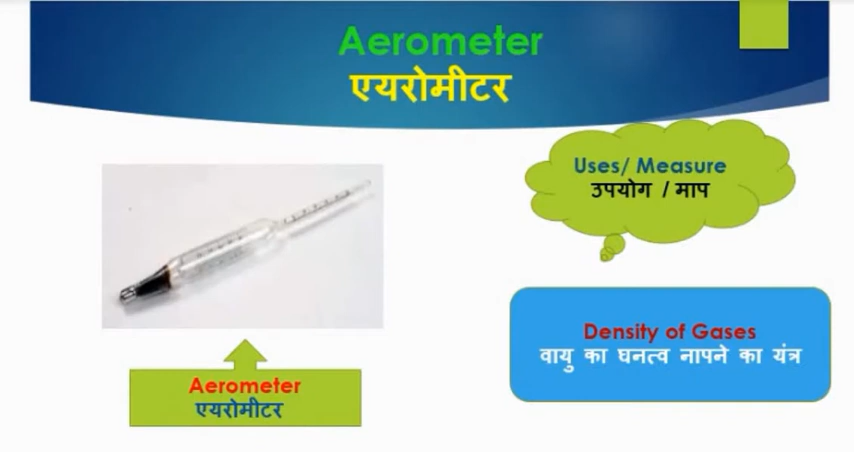 Aerometer
एयरोमीटर
Uses/ Measure
उपयोग / माप
Density of Gases
वायु का घनत्व नापने का यंत्र
Aerometer
एयरोमीटर